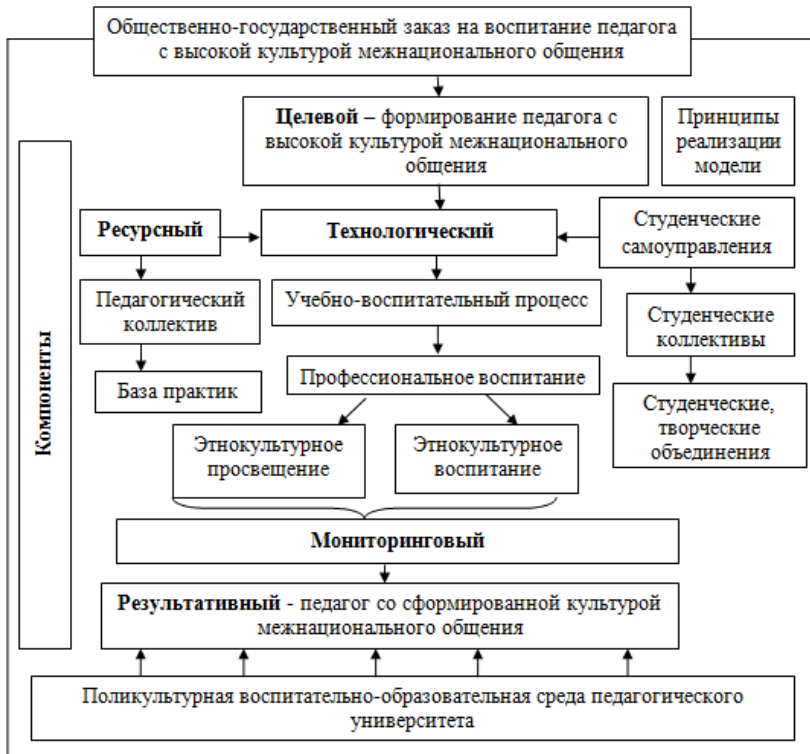 Общественно-государственный заказ на воспитание педагога
с высокой культурой межнационального общения
Целевой – формирование педагога с
высокой культурой межнационального
общения
Принципы
реализации
модели
Компоненты
Ресурсный
Технологический
Студенческие
самоуправления
Педагогический
коллектив
Учебно-воспитательный процесс
Студенческие
коллективы
База практик
Профессиональное воспитание
Студенческие,
творческие
объединения
Этнокультурное
просвещение
Этнокультурное
воспитание
Мониторинговый
Результативный - педагог со сформированной культурой
межнационального общения
Поликультурная воспитательно-образовательная среда педагогического
университета